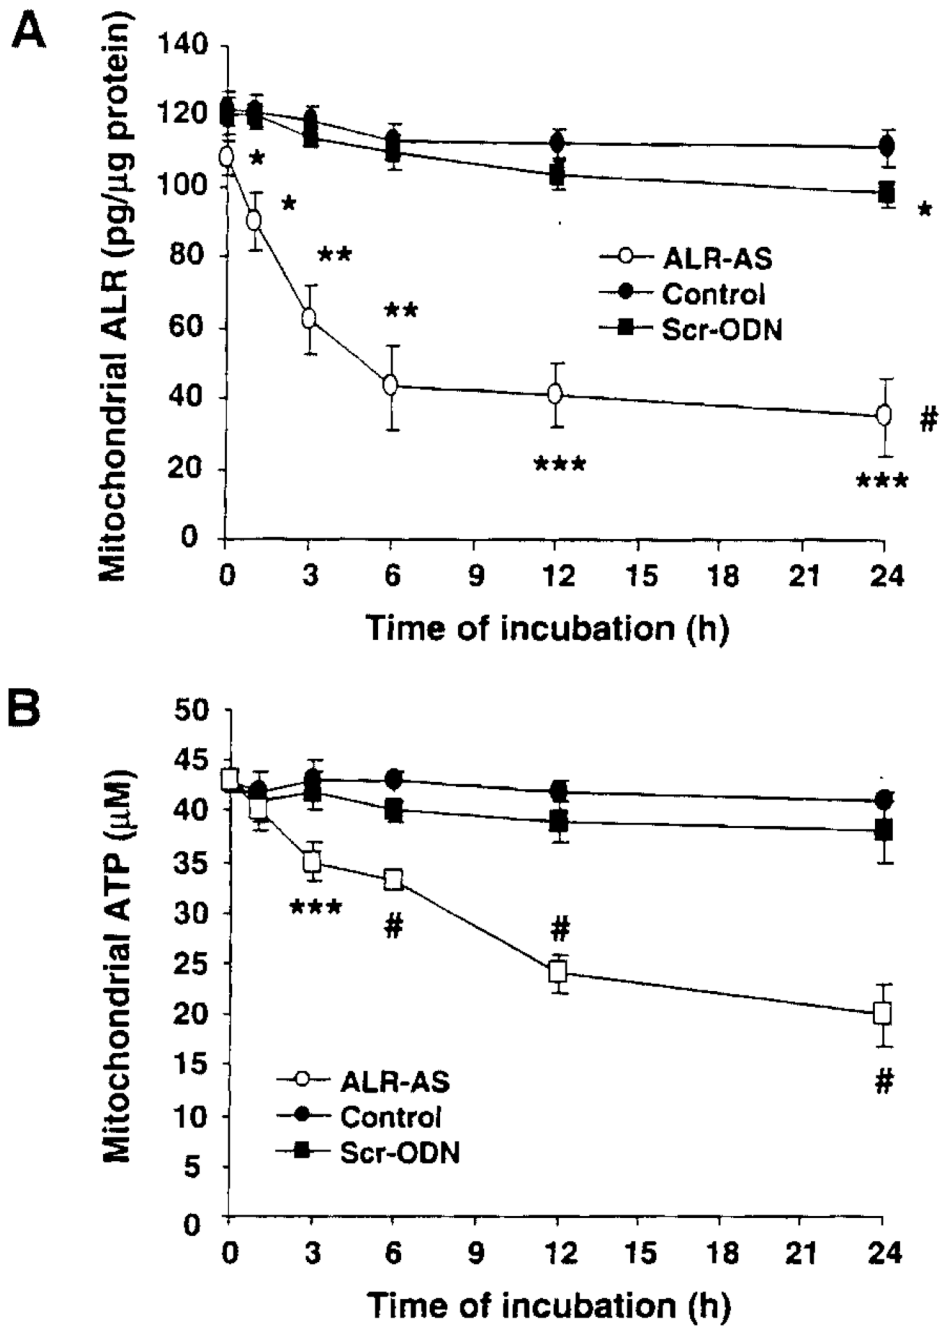 A
Mitochondrial ALR (pg/μg protein)
140
120
100
80
60
40
20
0
*
*
**
**
***
***
*
#
ALR-AS
Control
Scr-ODN
0 3 6 9 12 15 18 21 24
Time of incubation (h)
B
Mitochondrial ATP (μM)
50
45
40
35
30
25
20
15
10
5
0
***
#
#
#
ALR-AS
Control
Scr-ODN
0 3 6 9 12 15 18 21 24
Time of incubation (h)